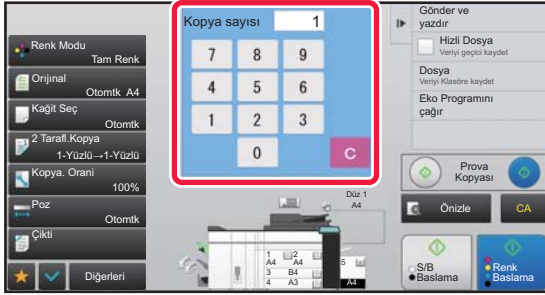 Kopya sayısı 1
7 8 9
4 5 6
1 2 3
0 C
Renk Modu
Tam Renk
Orijinal
Otomtk A4
Kağit Seç
Otomtk
2 Tarafl.Kopya
1-Yüzlü→1-Yüzlü
Kopya. Orani
100%
Poz
Otomtk
Çikti
Diğerleri
Düz 1
A4
1 A4
2 A4
3 B4
4 A3
5
A4
Gönder ve
yazdır
Hizli Dosya
Veriyi geçici kaydet
Dosya
Veriyi Klasöre kaydet
Eko Programını
çağır
Prova
Kopyası
Önizle
CA
S/B
Baslama
Renk
Baslama